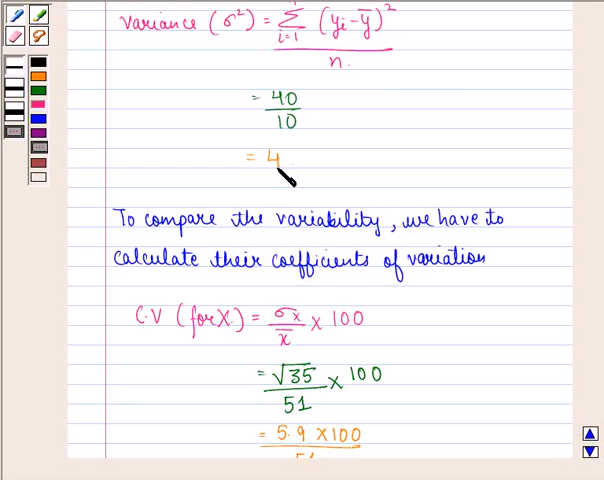 Variance (σ²) = Σ i=1 (yi - ȳ)² / n.
= 40 / 10
= 4
To compare the variability, we have to
calculate their coefficients of variation
C.V (for X) = σx / x̄ × 100
= √35 / 51 × 100
= 5.9 × 100